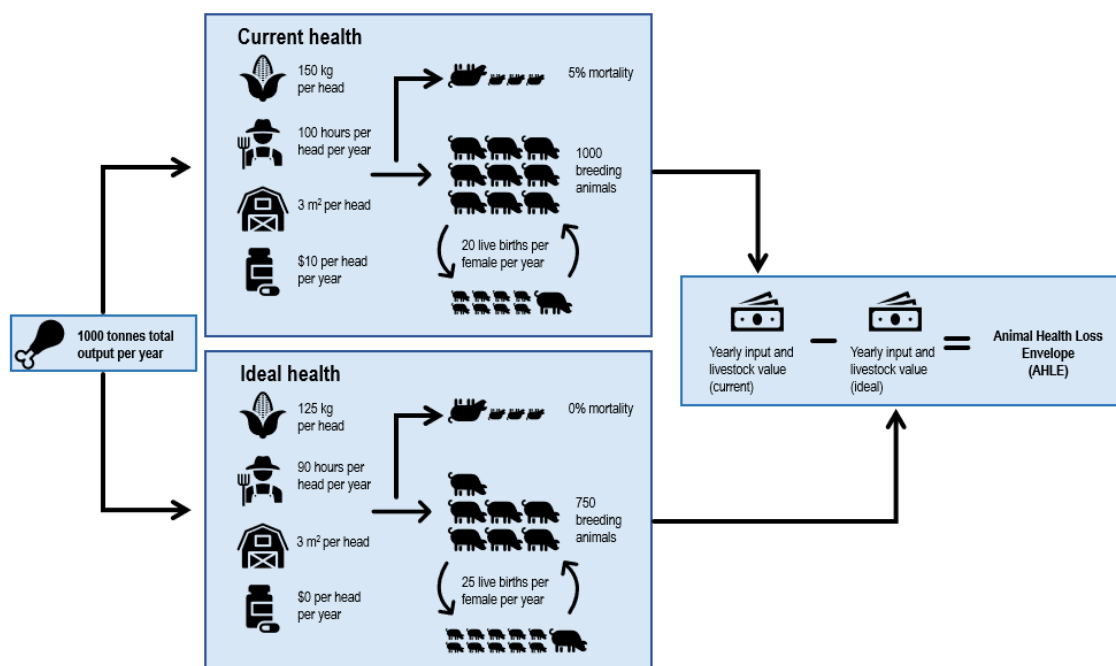 1000 tonnes total
output per year
Current health
150 kg
per head
100 hours per
head per year
3 m² per head
$10 per head
per year
5% mortality
1000
breeding
animals
20 live births per
female per year
Ideal health
125 kg
per head
90 hours per
head per year
3 m² per head
$0 per head
per year
0% mortality
750
breeding
animals
25 live births per
female per year
Yearly input and
livestock value
(current)
Yearly input and
livestock value
(ideal)
Animal Health Loss
Envelope
(AHLE)